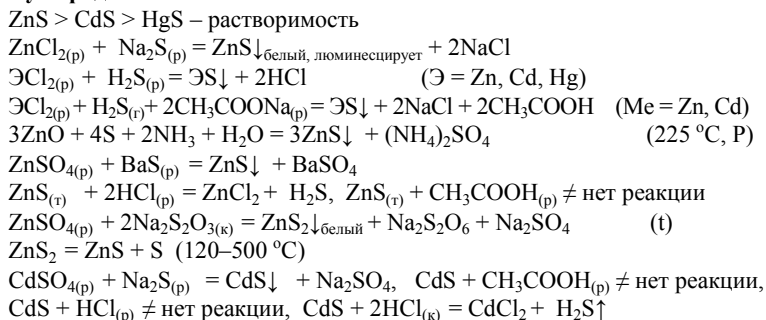 ZnS > CdS > HgS – растворимость
ZnCl₂₍ₚ₎ + Na₂S₍ₚ₎ = ZnS↓белый, люминесцирует + 2NaCl
ЭCl₂₍ₚ₎ + H₂S₍ₚ₎ = ЭS↓ + 2HCl (Э = Zn, Cd, Hg)
ЭCl₂₍ₚ₎ + H₂S₍г₎+ 2CH₃COONa₍ₚ₎ = ЭS↓ + 2NaCl + 2CH₃COOH (Me = Zn, Cd)
3ZnO + 4S + 2NH₃ + H₂O = 3ZnS↓ + (NH₄)₂SO₄ (225 °C, P)
ZnSO₄₍ₚ₎ + BaS₍ₚ₎ = ZnS↓ + BaSO₄
ZnS₍т₎ + 2HCl₍ₚ₎ = ZnCl₂ + H₂S, ZnS₍т₎ + CH₃COOH₍ₚ₎ ≠ нет реакции
ZnSO₄₍ₚ₎ + 2Na₂S₂O₃₍к₎ = ZnS₂↓белый + Na₂S₂O₆ + Na₂SO₄ (t)
ZnS₂ = ZnS + S (120–500 °C)
CdSO₄₍ₚ₎ + Na₂S₍ₚ₎ = CdS↓ + Na₂SO₄, CdS + CH₃COOH₍ₚ₎ ≠ нет реакции,
CdS + HCl₍ₚ₎ ≠ нет реакции, CdS + 2HCl₍к₎ = CdCl₂ + H₂S↑